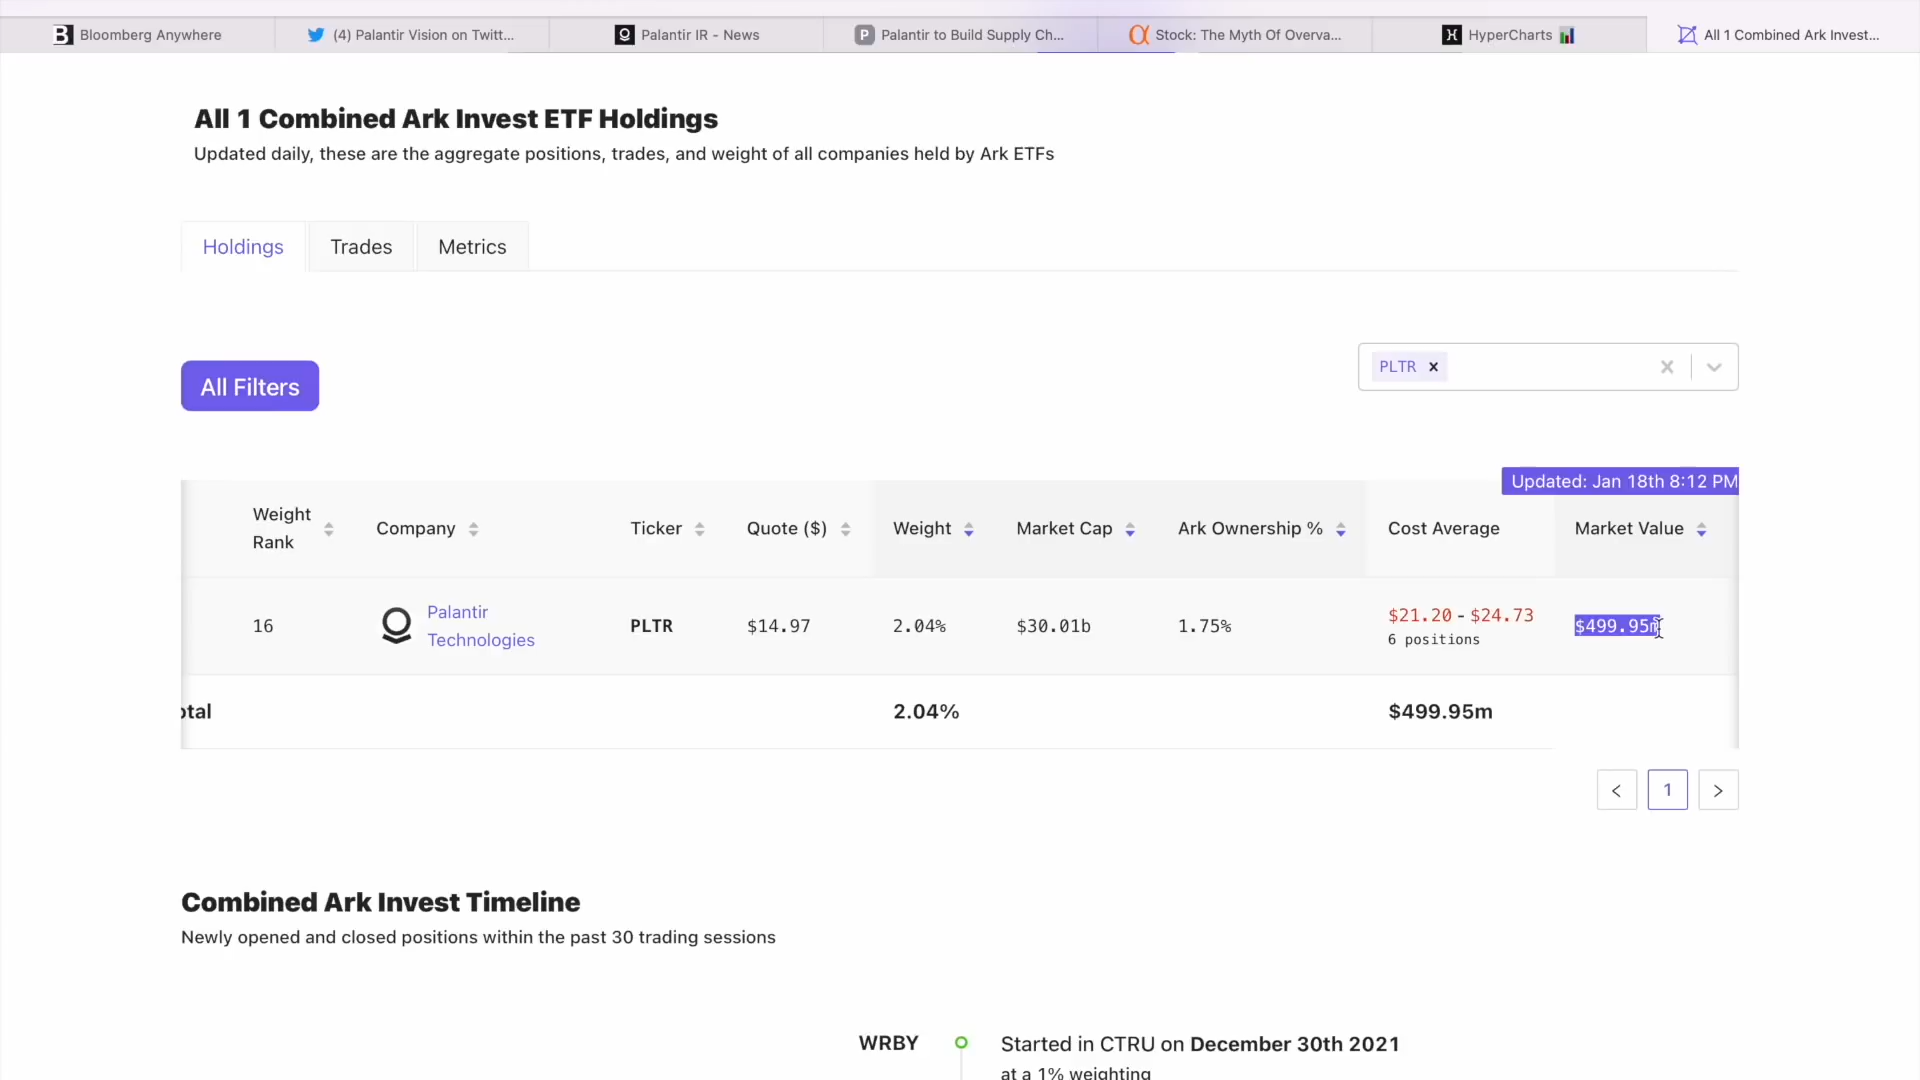 Bloomberg Anywhere
(4) Palantir Vision on Twitt...
Palantir IR - News
P Palantir to Build Supply Ch...
Stock: The Myth Of Overva...
HyperCharts
All 1 Combined Ark Invest...
All 1 Combined Ark Invest ETF Holdings
Updated daily, these are the aggregate positions, trades, and weight of all companies held by Ark ETFs
Holdings
Trades
Metrics
All Filters
PLTR
Updated: Jan 18th 8:12 PM
Weight
Rank
Company
Ticker
Quote ($)
Weight
Market Cap
Ark Ownership %
Cost Average
Market Value
16
Palantir
Technologies
PLTR
$14.97
2.04%
$30.01b
1.75%
$21.20 - $24.73
6 positions
$499.95m
otal
2.04%
$499.95m
1
Combined Ark Invest Timeline
Newly opened and closed positions within the past 30 trading sessions
WRBY
Started in CTRU on December 30th 2021
at a 1% weighting